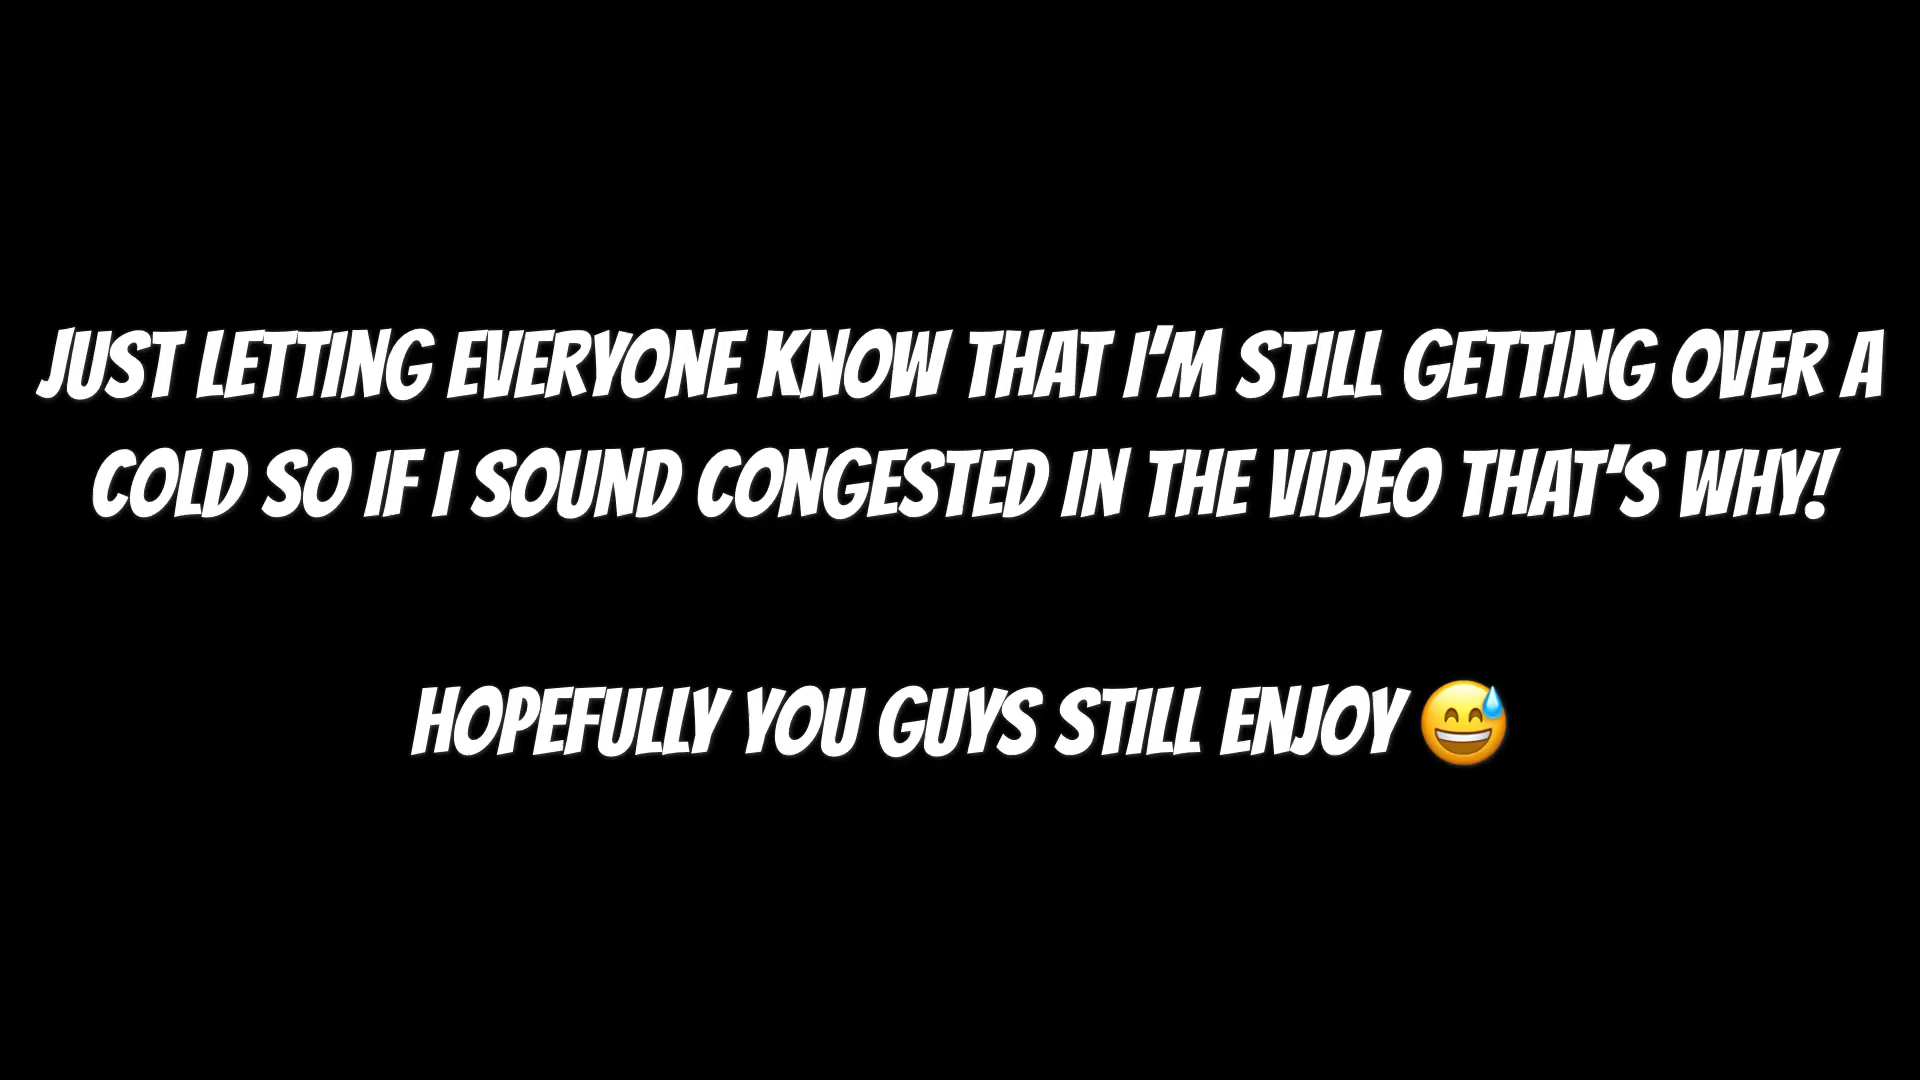 JUST LETTING EVERYONE KNOW THAT I'M STILL GETTING OVER A
COLD SO IF I SOUND CONGESTED IN THE VIDEO THAT'S WHY!
HOPEFULLY YOU GUYS STILL ENJOY 😅